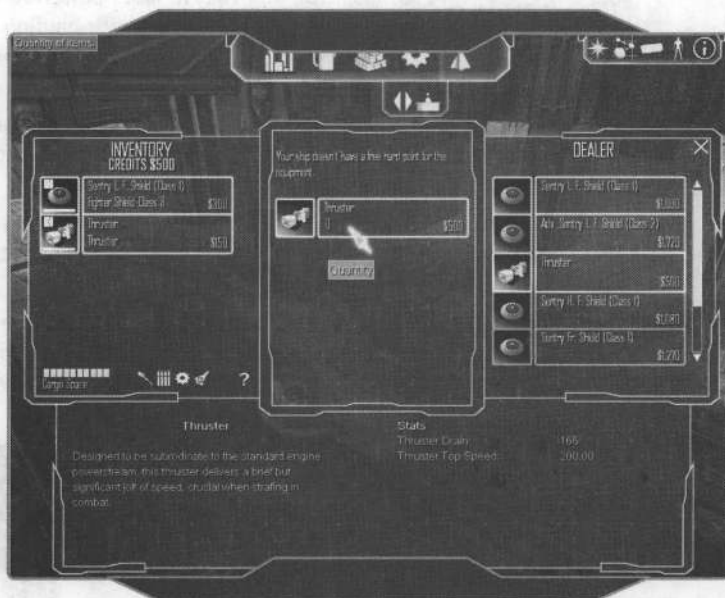 Quantity of items.
INVENTORY
CREDITS $500
Sentry L. F. Shield (Class 1)
Fighter Shield Class
$300
Thruster
Thruster
$150
Cargo Space
?
Your ship doesn't have a free hard point for the
equipment
Thruster
$500
Quantity
DEALER
Sentry L. F. Shield (Class 1)
Adv. Sentry L. F. Shield (Class 2)
$1,720
Thruster
$500
Sentry H. F. Shield (Class 1)
$1,080
Sentry Fr. Shield (Class 1)
$1,270
Thruster
Designed to be subordinate to the standard engine
powerstream, this thruster delivers a brief but
significant jolt of speed, crucial when strafing in
combat.
Stats
Thruster Drain: 165
Thruster Top Speed: 200.00